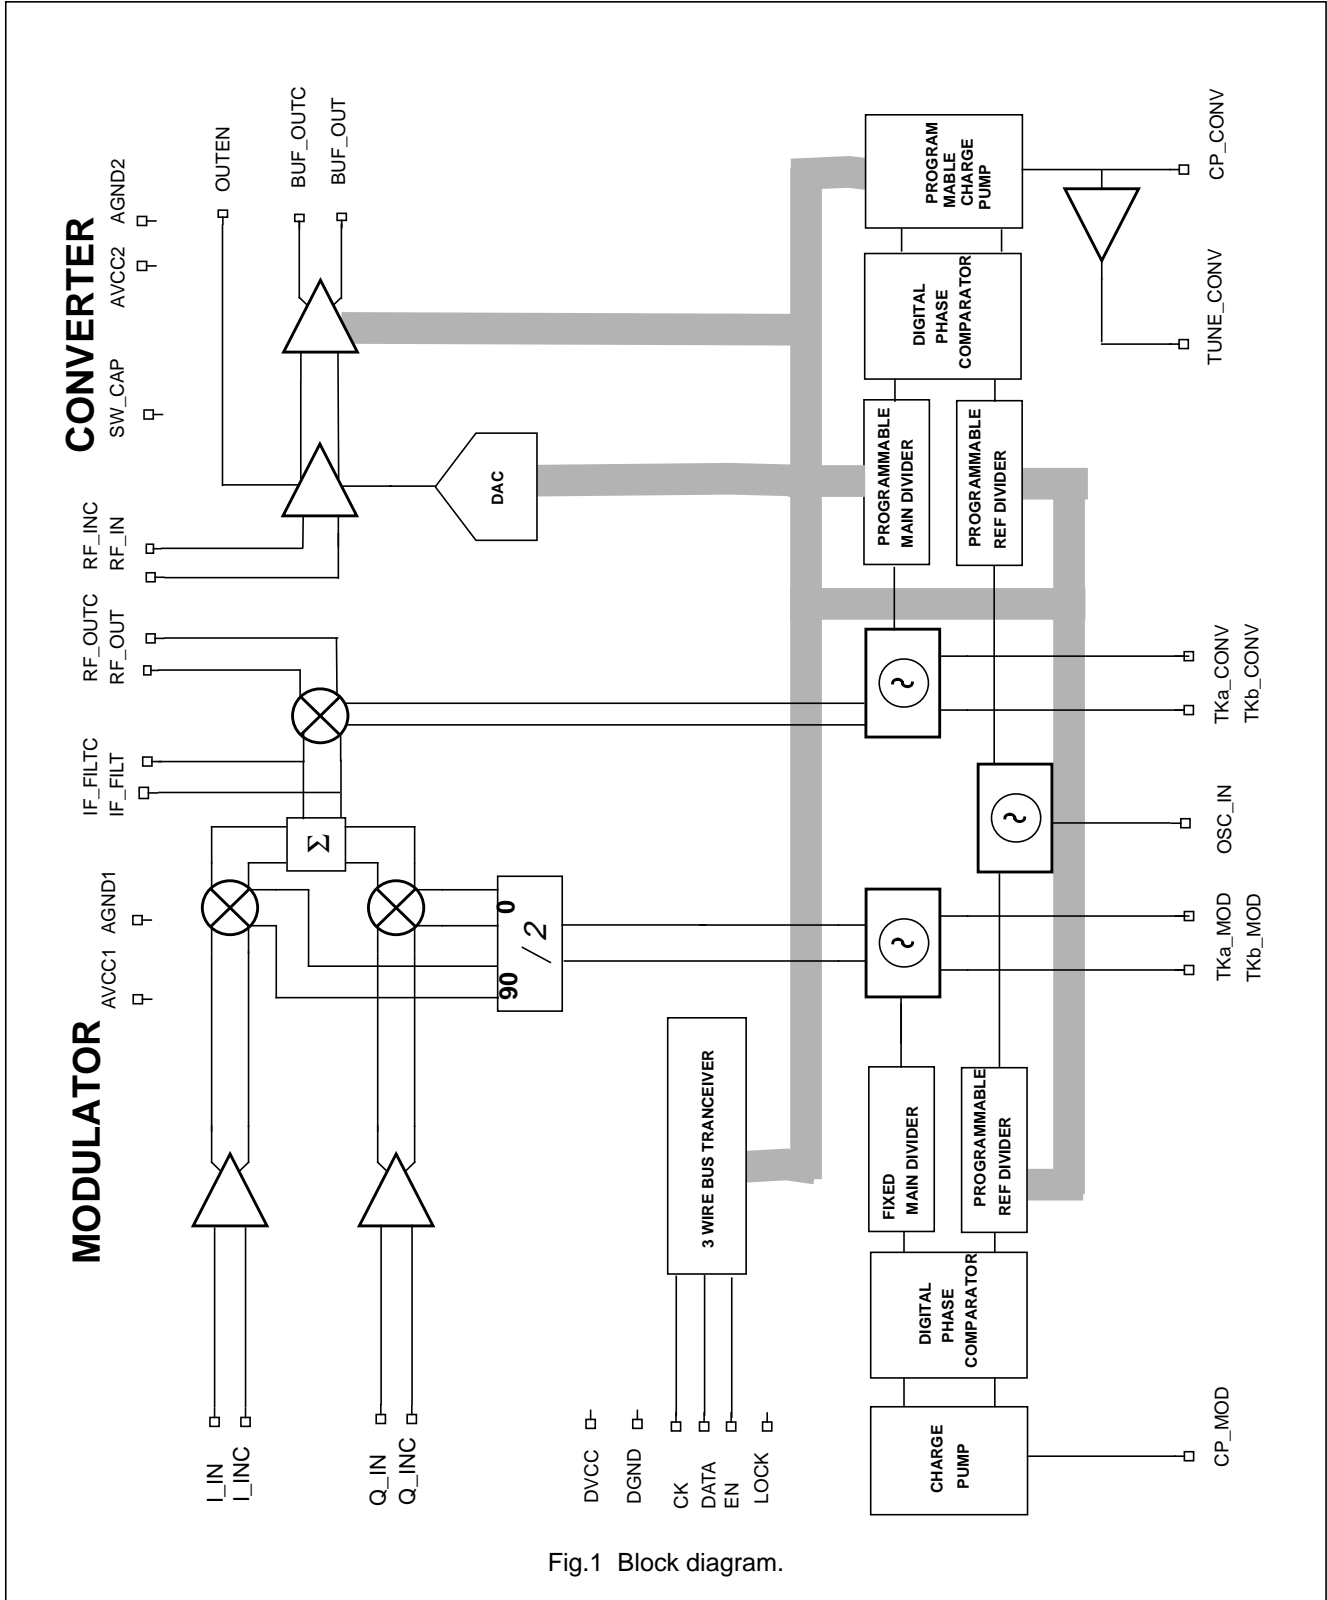 CONVERTER
MODULATOR
OUTEN
BUF_OUTC
BUF_OUT
AGND2
AVCC2
SW_CAP
RF_INC
RF_IN
RF_OUTC
RF_OUT
IF_FILTC
IF_FILT
AGND1
AVCC1
PROGRAM
MABLE
CHARGE
PUMP
CP_CONV
TUNE_CONV
DIGITAL
PHASE
COMPARATOR
PROGRAMMABLE
MAIN DIVIDER
PROGRAMMABLE
REF DIVIDER
DAC
Σ
0
/2
90
~
~
~
TKa_CONV
TKb_CONV
OSC_IN
TKa_MOD
TKb_MOD
3 WIRE BUS TRANCEIVER
FIXED
MAIN DIVIDER
PROGRAMMABLE
REF DIVIDER
DIGITAL
PHASE
COMPARATOR
CHARGE
PUMP
CP_MOD
I_IN
I_INC
Q_IN
Q_INC
DVCC
DGND
CK
DATA
EN
LOCK
Fig.1 Block diagram.